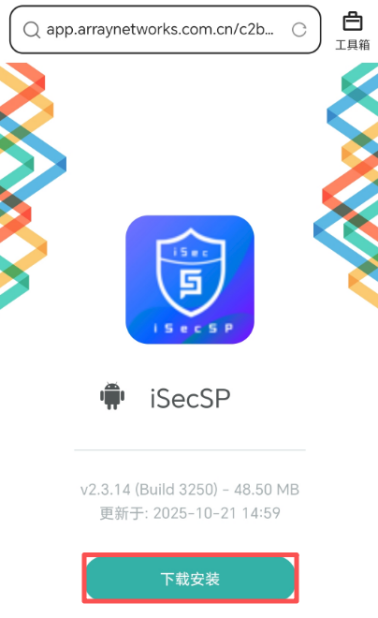 app.arraynetworks.com.cn/c2b...
工具箱
iSec
iSecSP
iSecSP
v2.3.14 (Build 3250) - 48.50 MB
更新于: 2025-10-21 14:59
下载安装